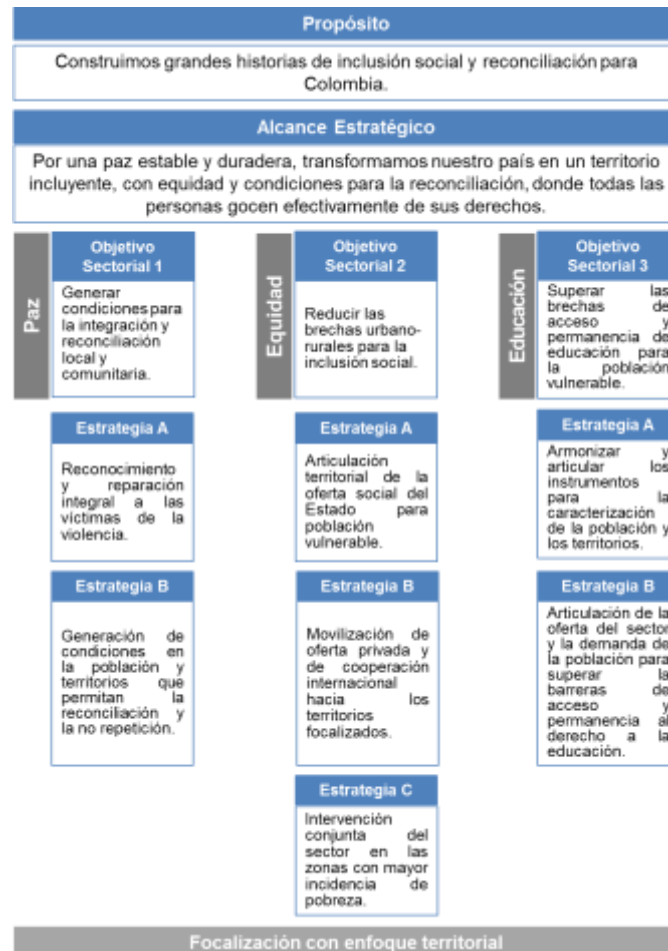 Propósito
Construimos grandes historias de inclusión social y reconciliación para
Colombia.
Alcance Estratégico
Por una paz estable y duradera, transformamos nuestro país en un territorio
incluyente, con equidad y condiciones para la reconciliación, donde todas las
personas gocen efectivamente de sus derechos.
Paz
Objetivo
Sectorial 1
Generar
condiciones para
la integración y
reconciliación
local y
comunitaria.
Estrategia A
Reconocimiento
y reparación
integral a las
víctimas de la
violencia.
Estrategia B
Generación de
condiciones en
la población y
territorios que
permitan la
reconciliación y
la no repetición.
Equidad
Objetivo
Sectorial 2
Reducir las
brechas urbano-
rurales para la
inclusión social.
Estrategia A
Articulación
territorial de la
oferta social del
Estado para
población
vulnerable.
Estrategia B
Movilización de
oferta privada y
de cooperación
internacional
hacia los
territorios
focalizados.
Estrategia C
Intervención
conjunta del
sector en las
zonas con mayor
incidencia de
pobreza.
Educación
Objetivo
Sectorial 3
Superar las
brechas de
acceso y
permanencia de
educación para
la población
vulnerable.
Estrategia A
Armonizar y
articular los
instrumentos
para la
caracterización
de la población y
los territorios.
Estrategia B
Articulación de la
oferta del sector
y la demanda de
la población para
superar la
barreras de
acceso y
permanencia al
derecho a la
educación.
Focalización con enfoque territorial